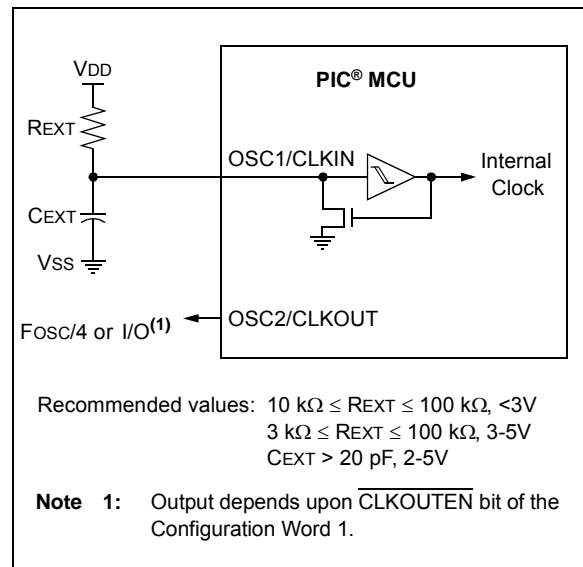 VDD
PIC® MCU
REXT
OSC1/CLKIN
Internal
Clock
CEXT
VSS
OSC2/CLKOUT
FOSC/4 or I/O(1)
Recommended values: 10 kΩ ≤ REXT ≤ 100 kΩ, <3V
3 kΩ ≤ REXT ≤ 100 kΩ, 3-5V
CEXT > 20 pF, 2-5V
Note 1: Output depends upon CLKOUTEN bit of the
Configuration Word 1.